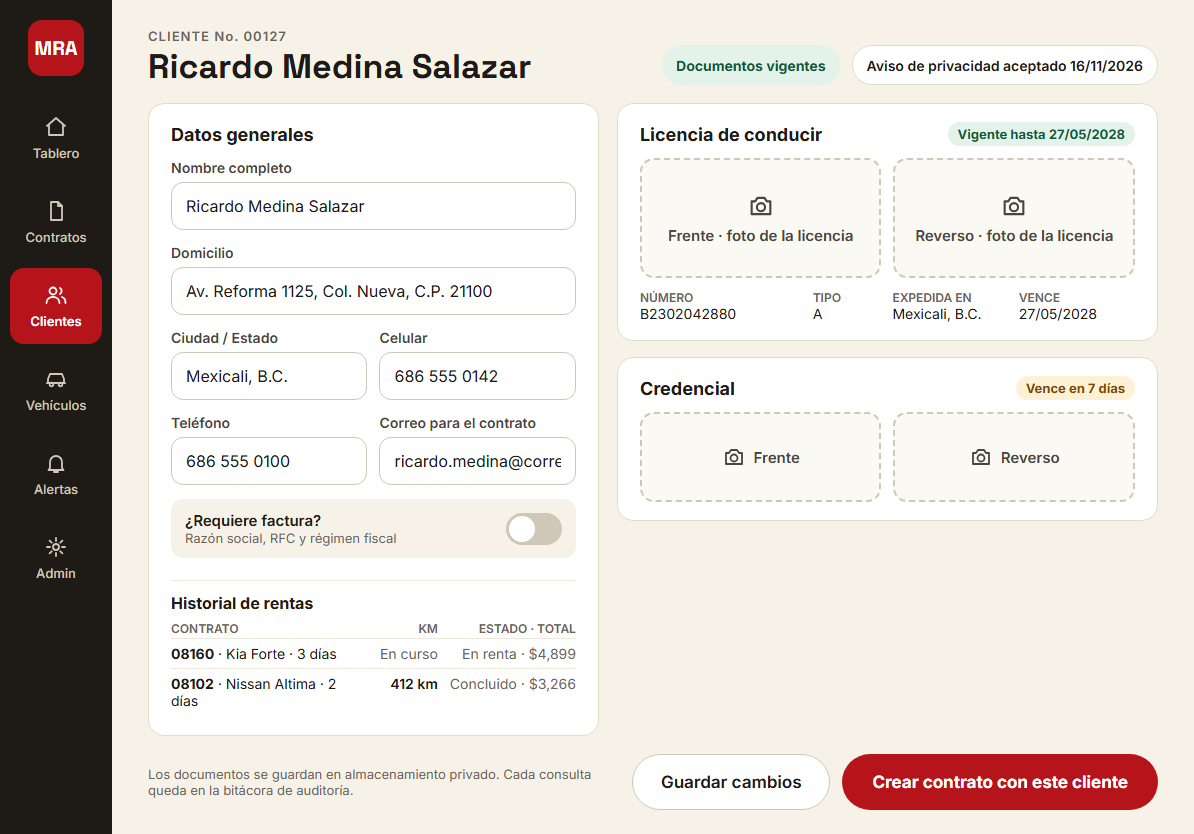 MRA
Tablero
Contratos
Clientes
Vehículos
Alertas
Admin
CLIENTE No. 00127
Ricardo Medina Salazar
Documentos vigentes
Aviso de privacidad aceptado 16/11/2026
Datos generales
Nombre completo
Ricardo Medina Salazar
Domicilio
Av. Reforma 1125, Col. Nueva, C.P. 21100
Ciudad / Estado
Celular
Mexicali, B.C.
686 555 0142
Teléfono
Correo para el contrato
686 555 0100
ricardo.medina@corre
¿Requiere factura?
Razón social, RFC y régimen fiscal
Historial de rentas
CONTRATO KM ESTADO · TOTAL
08160 · Kia Forte · 3 días En curso En renta · $4,899
08102 · Nissan Altima · 2 412 km Concluido · $3,266
días
Licencia de conducir
Vigente hasta 27/05/2028
Frente · foto de la licencia
Reverso · foto de la licencia
NÚMERO TIPO EXPEDIDA EN VENCE
B2302042880 A Mexicali, B.C. 27/05/2028
Credencial
Vence en 7 días
Frente
Reverso
Los documentos se guardan en almacenamiento privado. Cada consulta
queda en la bitácora de auditoría.
Guardar cambios
Crear contrato con este cliente